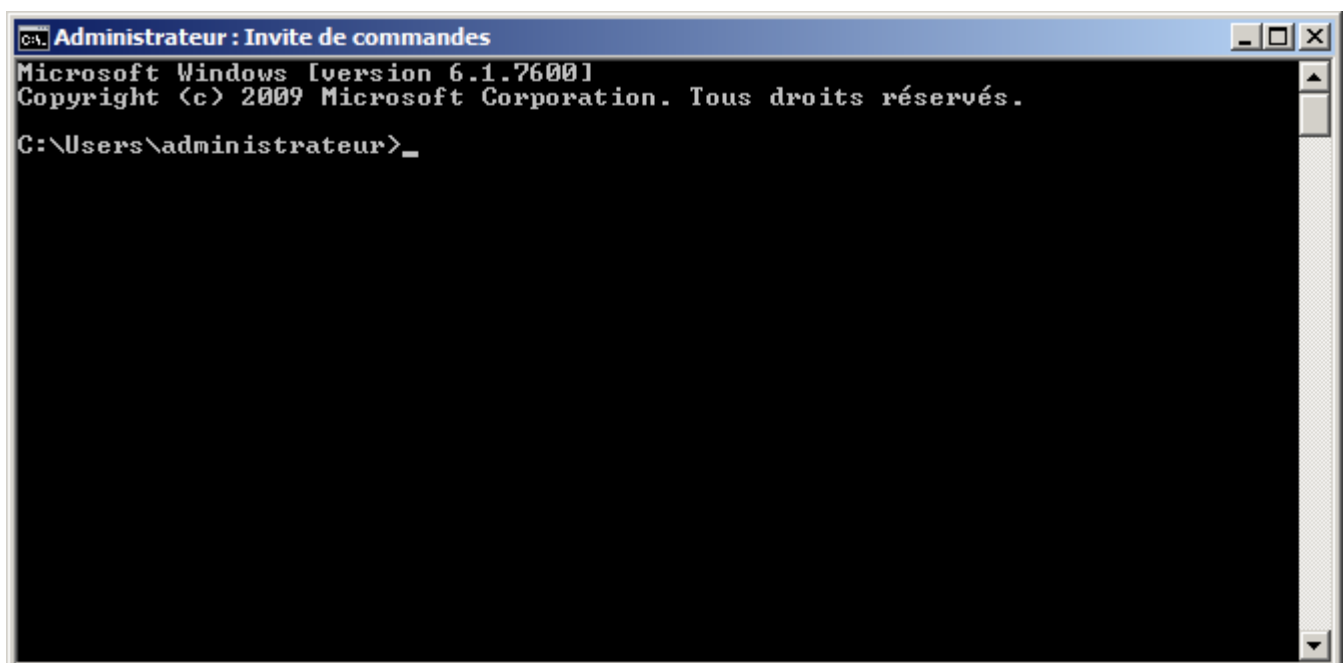 Administrateur : Invite de commandes
Microsoft Windows [version 6.1.7600]
Copyright (c) 2009 Microsoft Corporation. Tous droits réservés.
C:\Users\administrateur>_